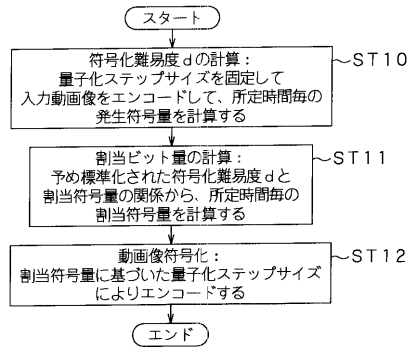 スタート
符号化難易度dの計算：
量子化ステップサイズを固定して
入力動画像をエンコードして、所定時間毎の
発生符号量を計算する
ST10
割当ビット量の計算：
予め標準化された符号化難易度dと
割当符号量の関係から、所定時間毎の
割当符号量を計算する
ST11
動画像符号化：
割当符号量に基づいた量子化ステップサイズ
によりエンコードする
ST12
エンド